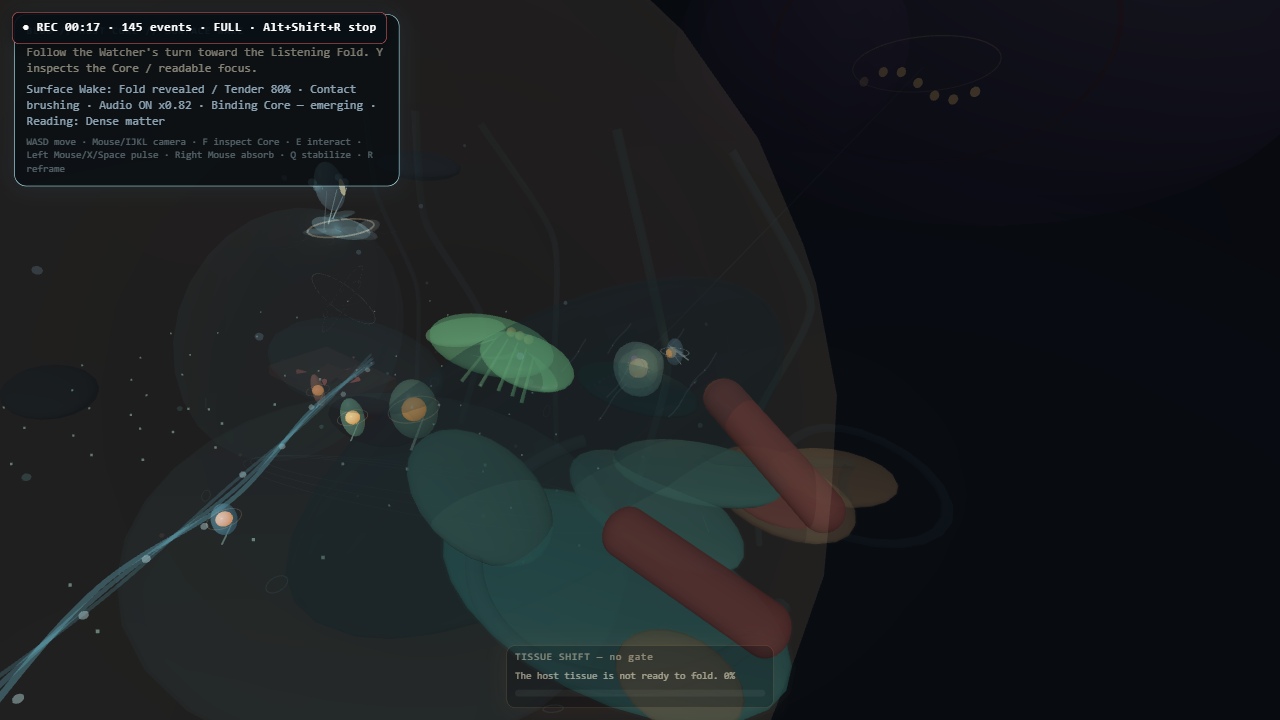 ● REC 00:17 · 145 events · FULL · Alt+Shift+R stop
Follow the Watcher's turn toward the Listening Fold. Y
inspects the Core / readable focus.
Surface Wake: Fold revealed / Tender 80% · Contact
brushing · Audio ON x0.82 · Binding Core — emerging ·
Reading: Dense matter
WASD move · Mouse/IJKL camera · F inspect Core · E interact ·
Left Mouse/X/Space pulse · Right Mouse absorb · Q stabilize · R
reframe
TISSUE SHIFT — no gate
The host tissue is not ready to fold. 0%